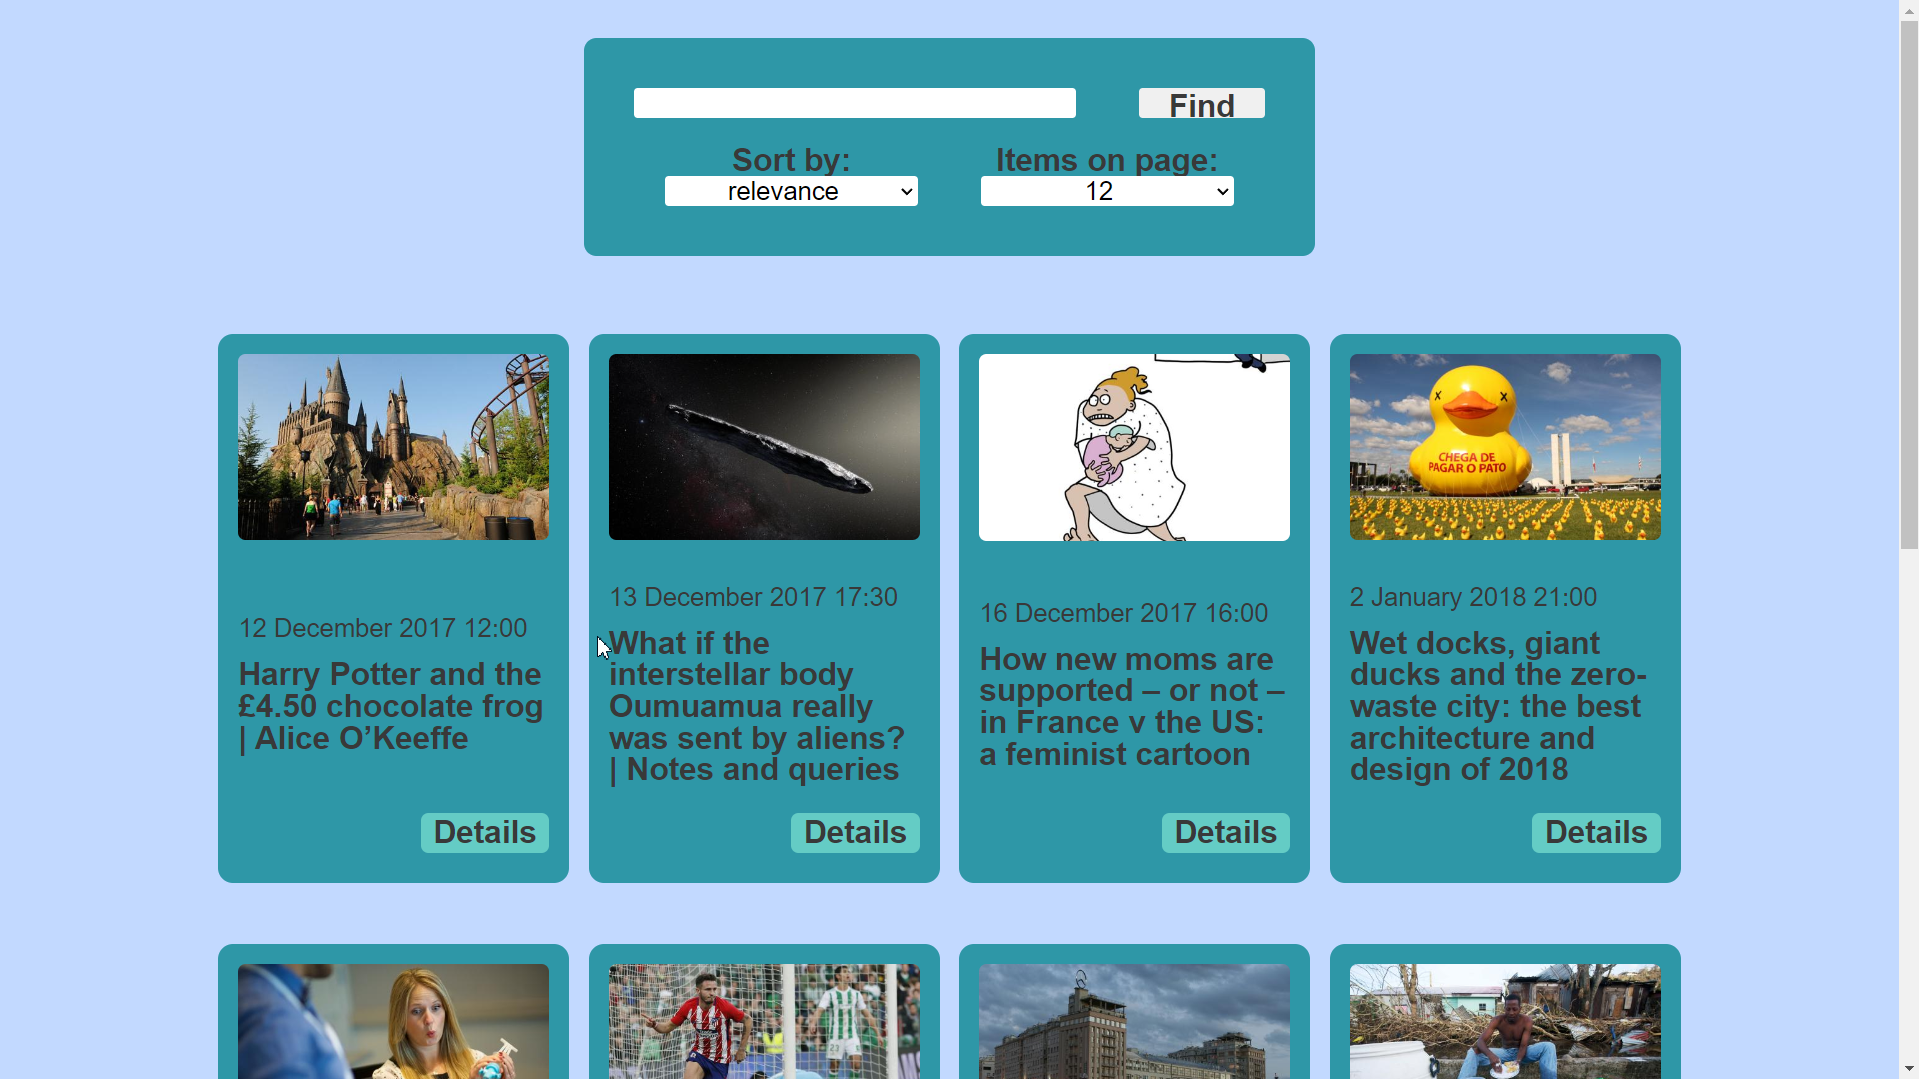 Find
Sort by:
Items on page:
relevance
12
12 December 2017 12:00
Harry Potter and the
£4.50 chocolate frog
| Alice O’Keeffe
Details
13 December 2017 17:30
What if the
interstellar body
Oumuamua really
was sent by aliens?
| Notes and queries
Details
16 December 2017 16:00
How new moms are
supported – or not –
in France v the US:
a feminist cartoon
Details
CHEGA DE
PAGAR O PATO
2 January 2018 21:00
Wet docks, giant
ducks and the zero-
waste city: the best
architecture and
design of 2018
Details
23